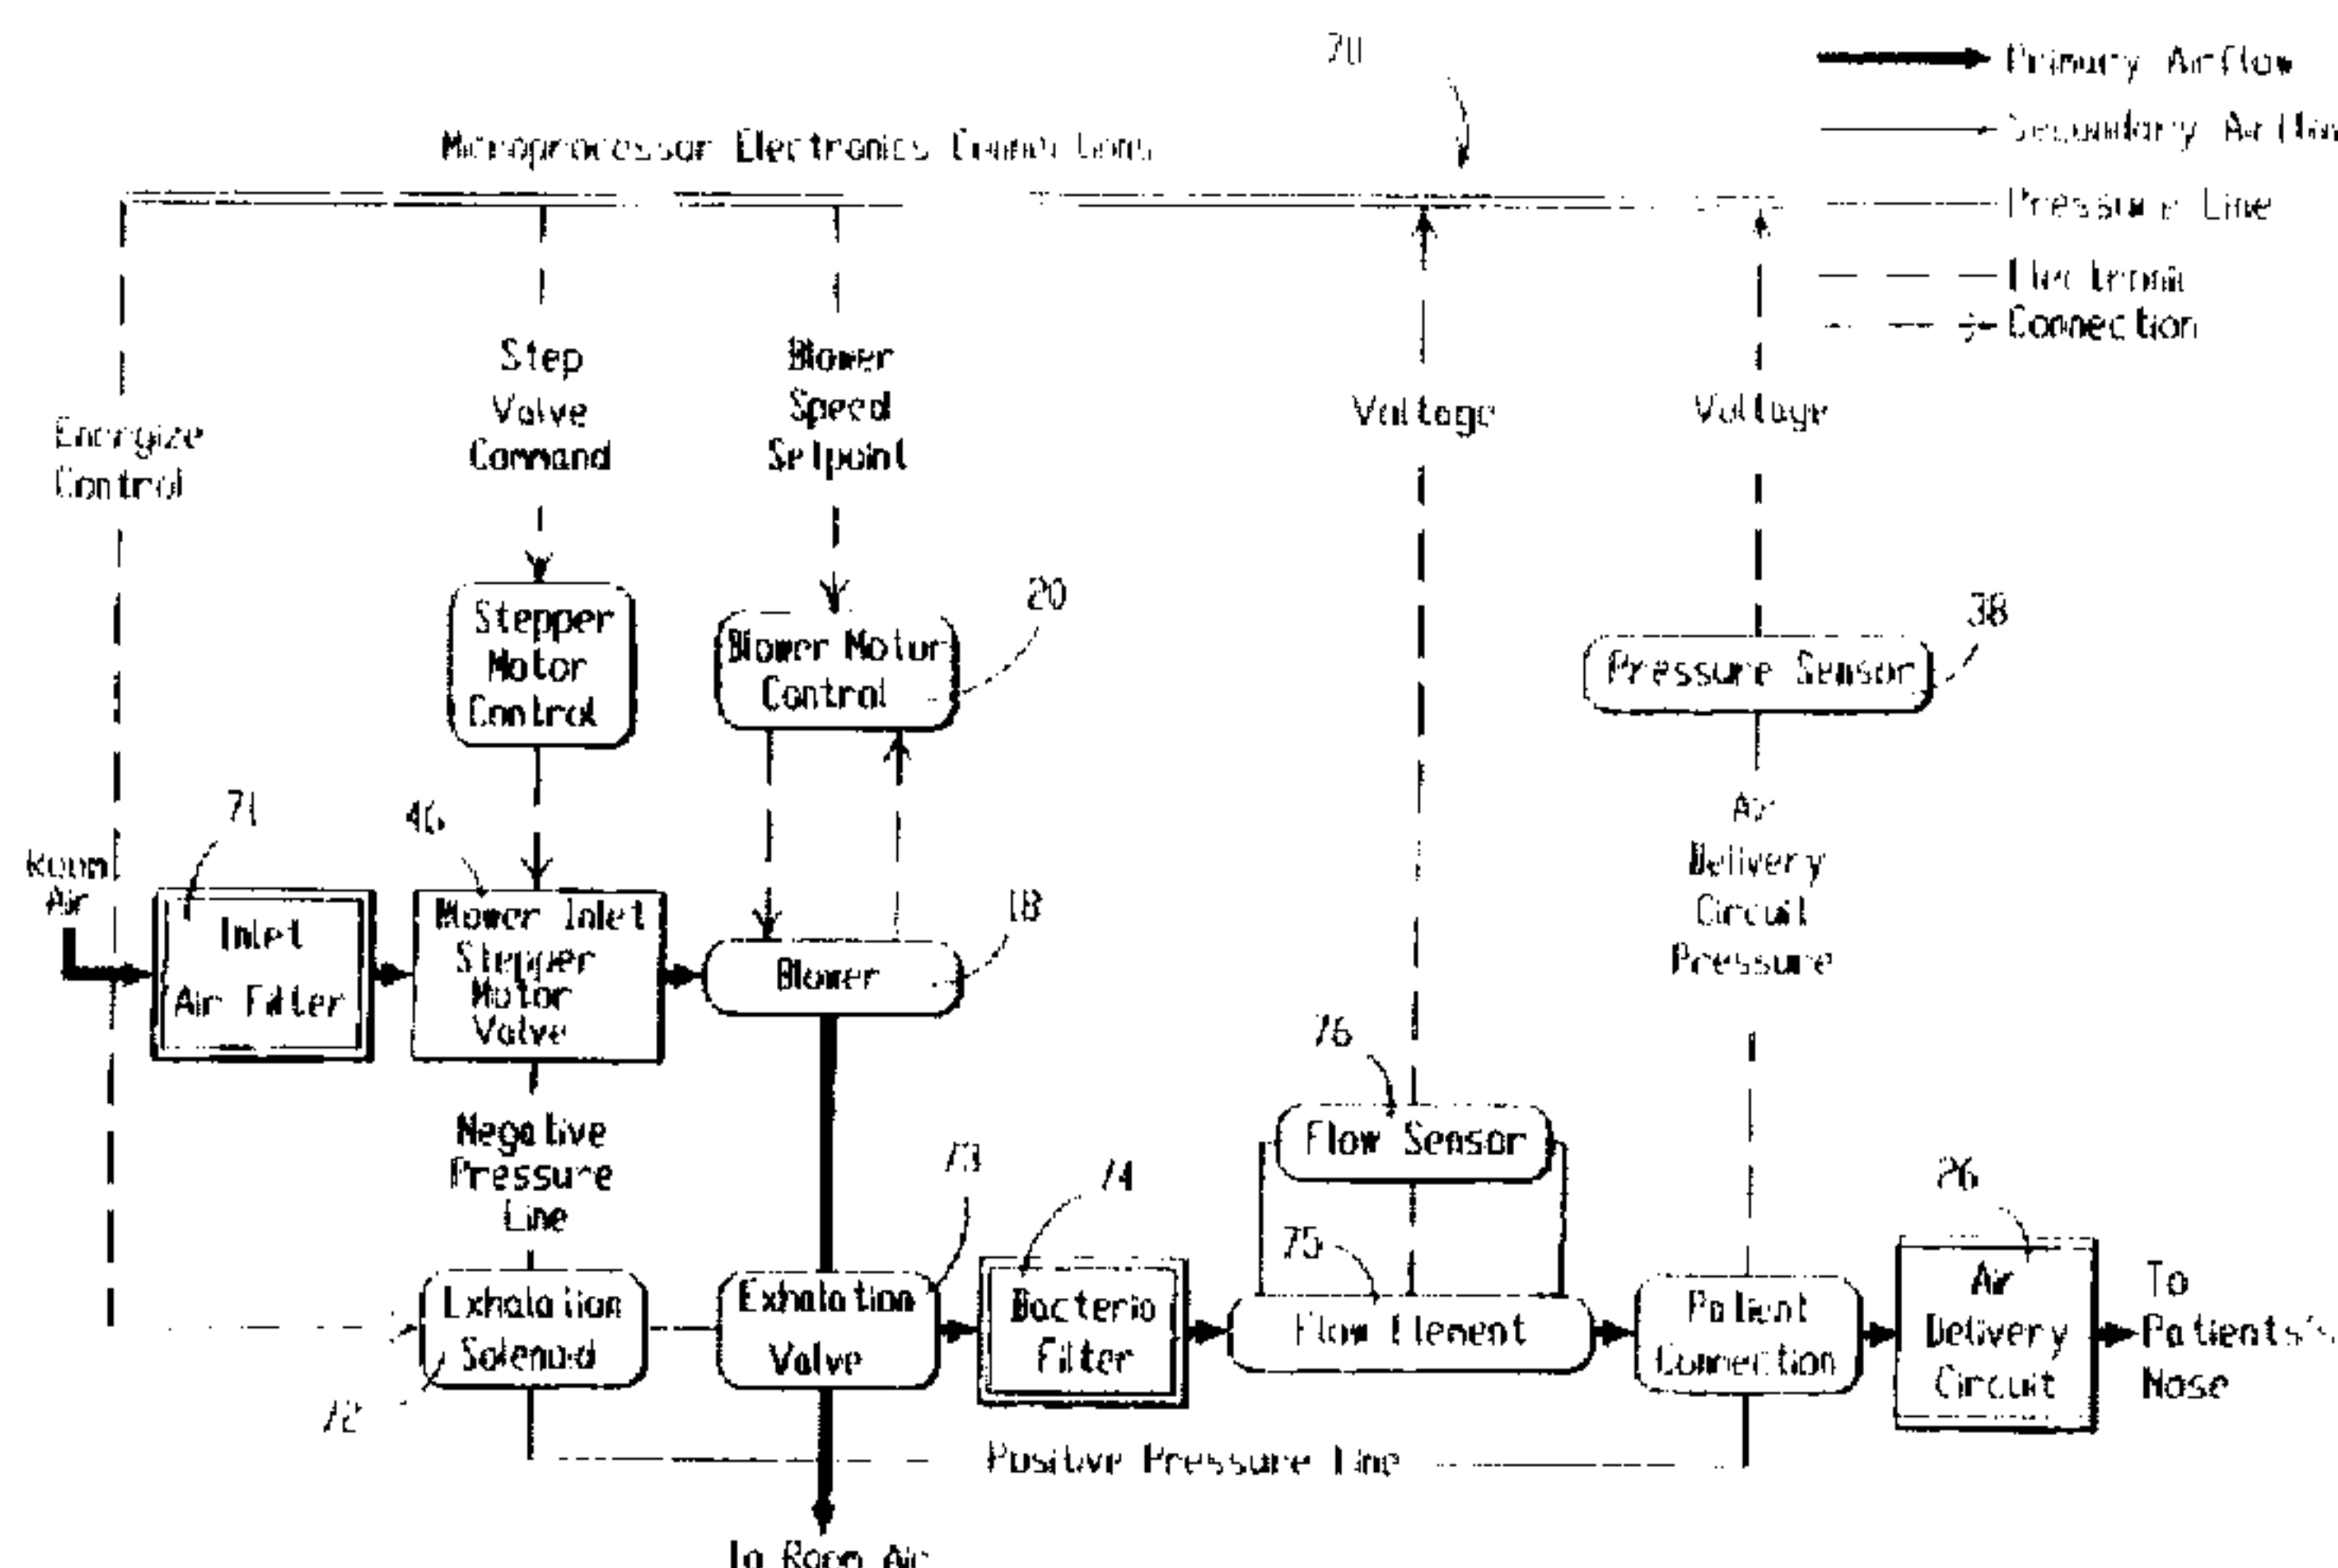 70
Primary Airflow
Secondary Airflow
Pressure Line
Electronic
Connection
Microprocessor Electronics Connections
Energize
Control
Step
Valve
Command
Blower
Speed
Setpoint
Voltage
Voltage
Stepper
Motor
Control
Blower Motor
Control
20
Pressure Sensor
38
71
46
Room
Air
Inlet
Air Filter
Blower Inlet
Stepper
Motor
Valve
Blower
18
Air
Delivery
Circuit
Pressure
76
Flow Sensor
Negative
Pressure
Line
73
74
75
26
Exhalation
Solenoid
72
Exhalation
Valve
Bacteria
Filter
Flow Element
Patient
Connection
Air
Delivery
Circuit
To
Patients's
Nose
Positive Pressure Line
To Room Air